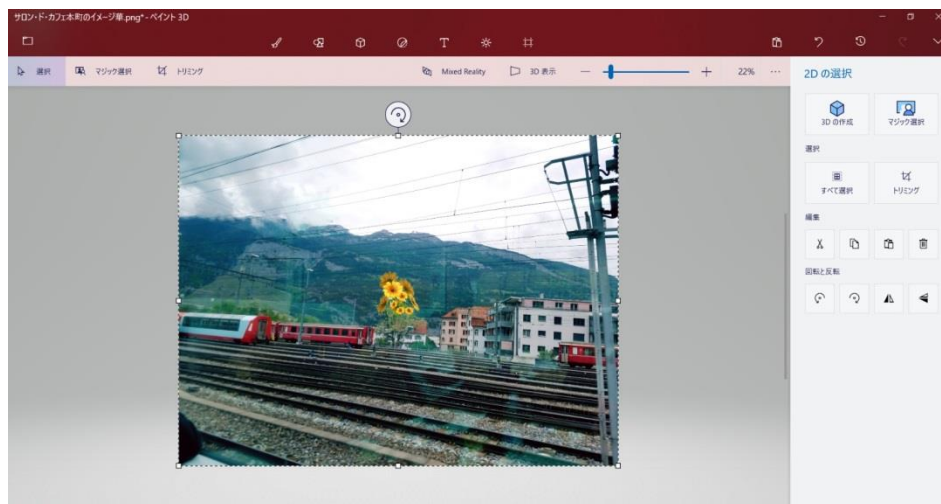 サロン・ド・カフェ本町のイメージ華.png*- ペイント 3D
選択 マジック選択 トリミング Mixed Reality 3D 表示 22%
2D の選択
3D の作成 マジック選択
選択
すべて選択 トリミング
編集
回転と反転